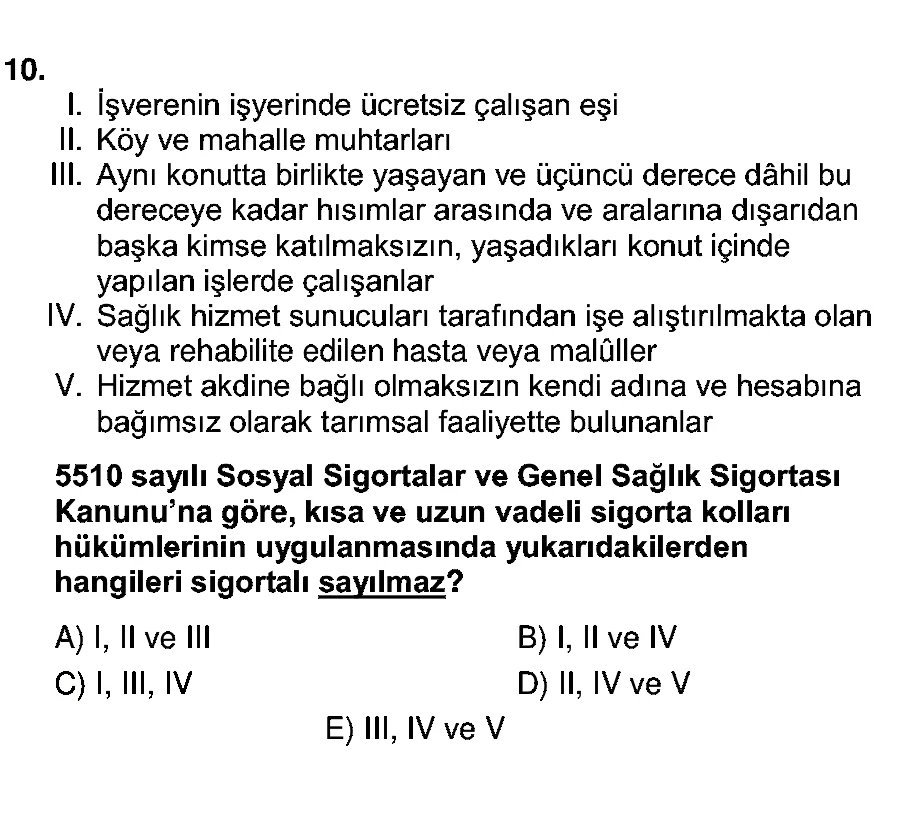 10.
I. İşverenin işyerinde ücretsiz çalışan eşi
II. Köy ve mahalle muhtarları
III. Aynı konutta birlikte yaşayan ve üçüncü derece dâhil bu
dereceye kadar hısımlar arasında ve aralarına dışarıdan
başka kimse katılmaksızın, yaşadıkları konut içinde
yapılan işlerde çalışanlar
IV. Sağlık hizmet sunucuları tarafından işe alıştırılmakta olan
veya rehabilite edilen hasta veya malûller
V. Hizmet akdine bağlı olmaksızın kendi adına ve hesabına
bağımsız olarak tarımsal faaliyette bulunanlar
5510 sayılı Sosyal Sigortalar ve Genel Sağlık Sigortası
Kanunu’na göre, kısa ve uzun vadeli sigorta kolları
hükümlerinin uygulanmasında yukarıdakilerden
hangileri sigortalı sayılmaz?
A) I, II ve III B) I, II ve IV
C) I, III, IV D) II, IV ve V
E) III, IV ve V